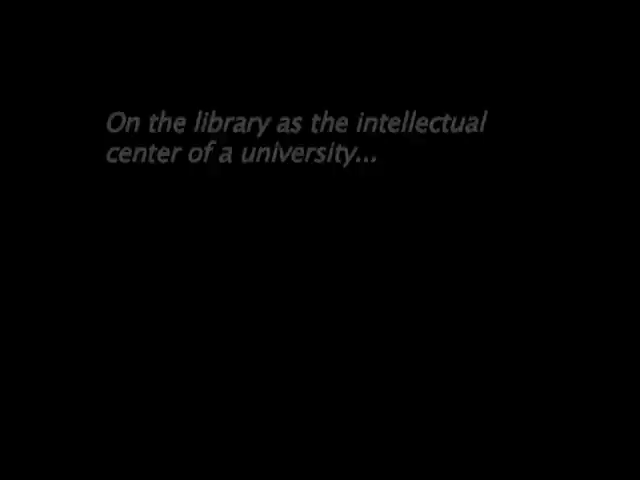 On the library as the intellectual
center of a university...